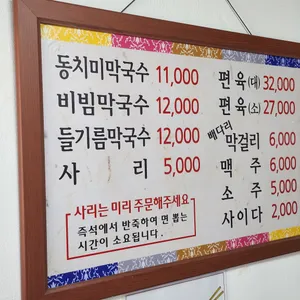 동치미막국수 11,000
비빔막국수 12,000
들기름막국수 12,000
사 리 5,000
사리는 미리 주문해주세요
즉석에서 반죽하여 면 뽑는
시간이 소요됩니다.
편육(대) 32,000
편육(소) 27,000
배다리
막걸리 6,000
맥 주 6,000
소 주 5,000
사이다 2,000